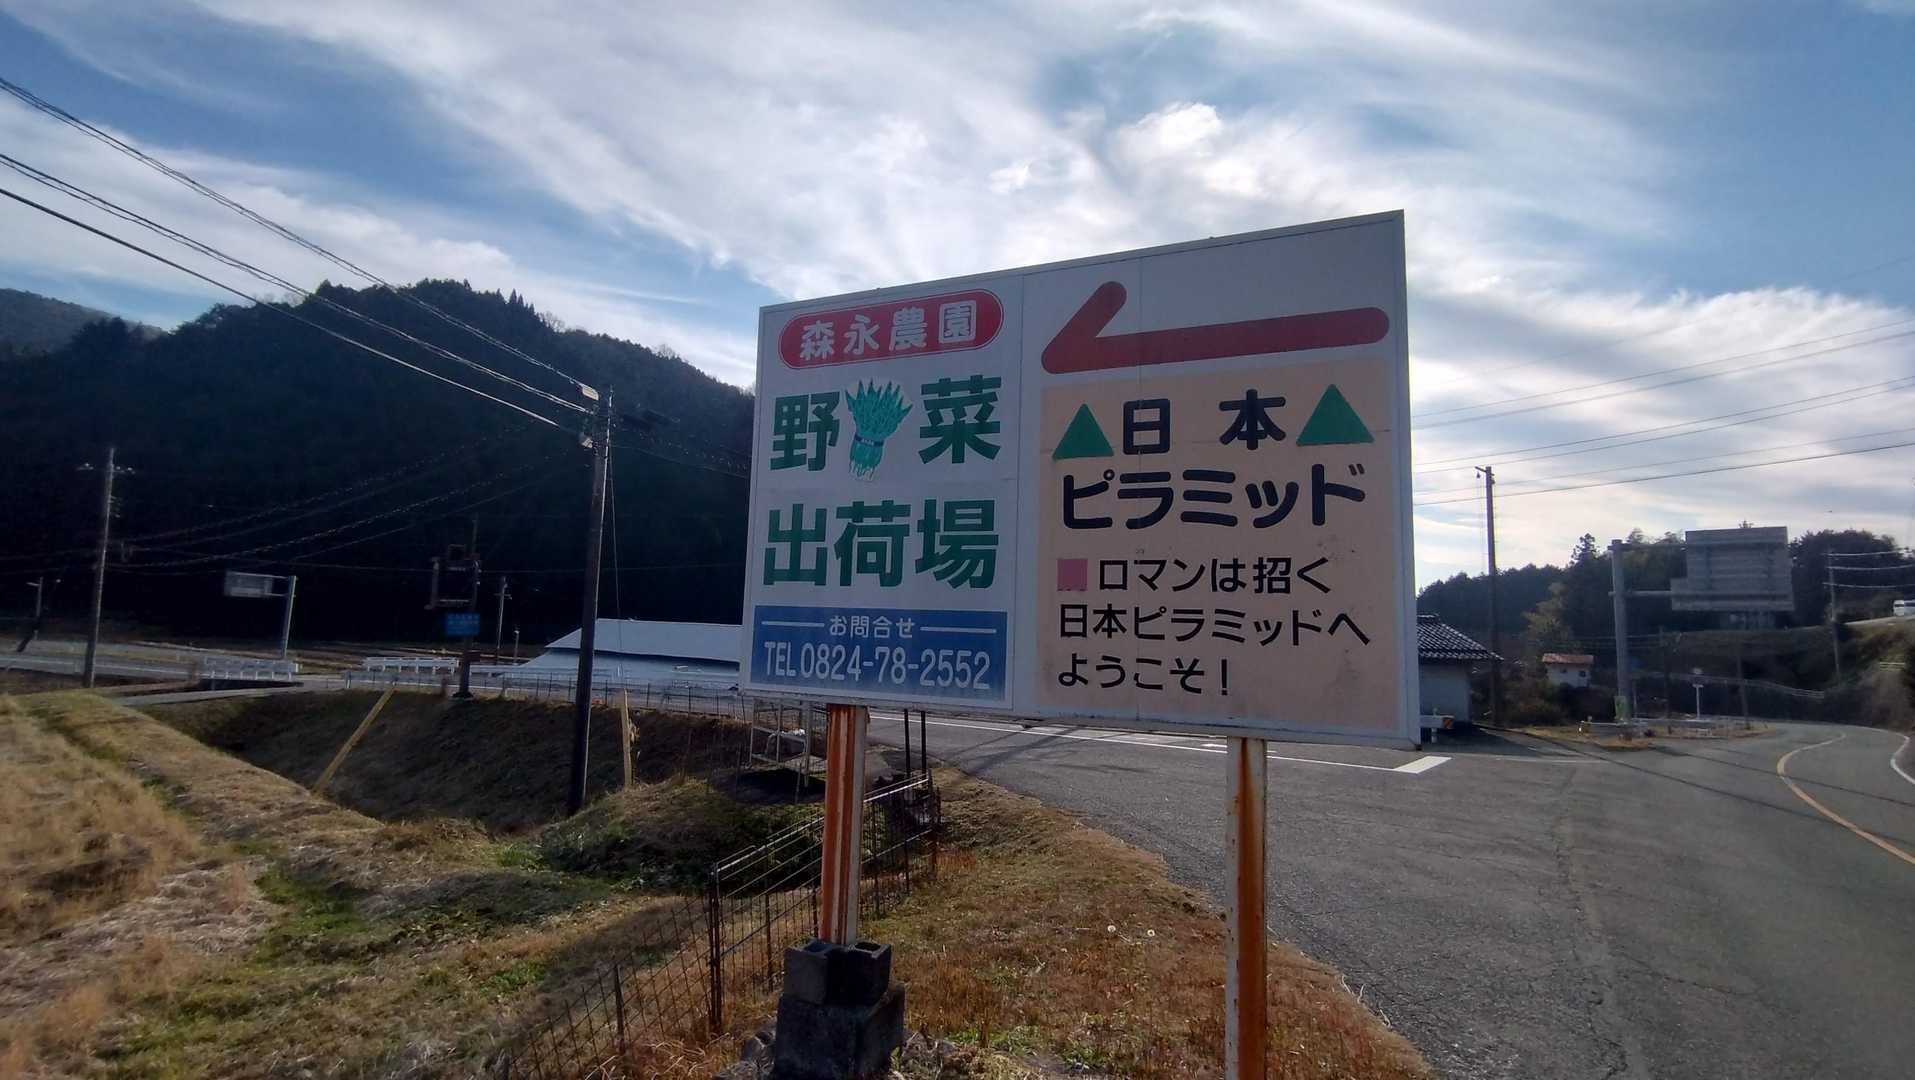 森永農園
野菜
出荷場
お問合せ
TEL0824-78-2552
日本
ピラミッド
ロマンは招く
日本ピラミッドへ
ようこそ!